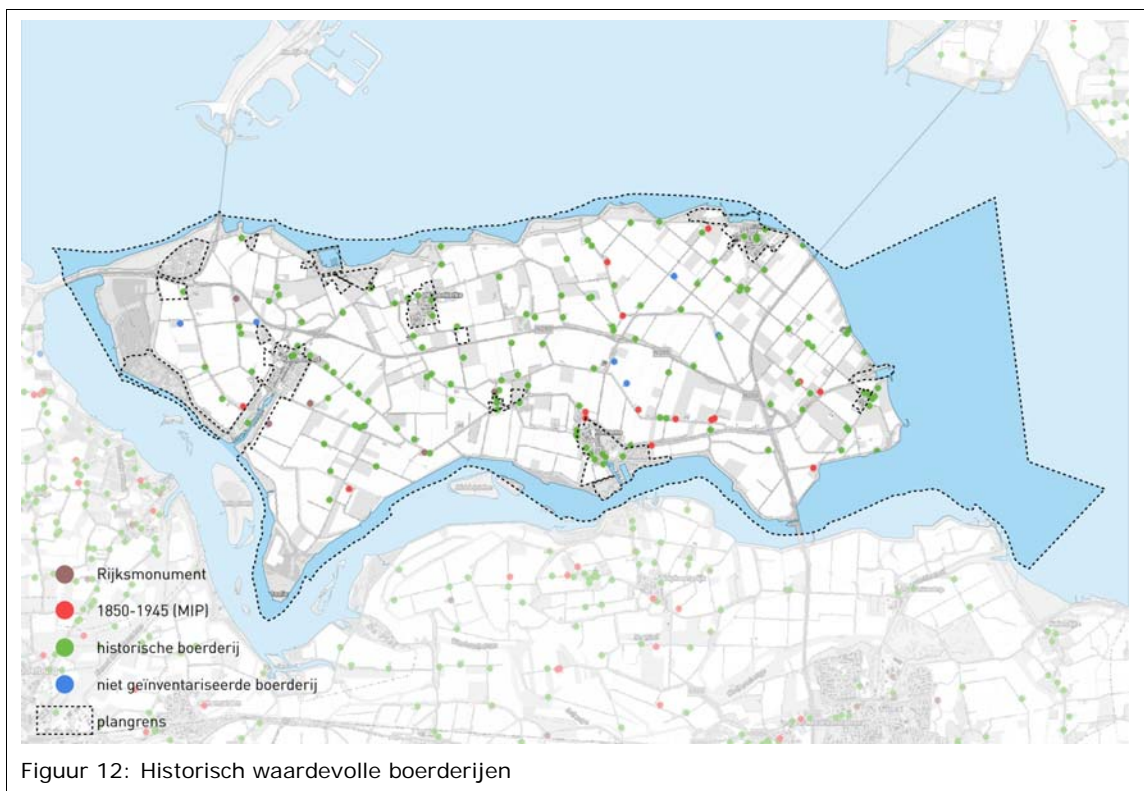 Rijksmonument
1850-1945 (MIP)
historische boerderij
niet geïnventariseerde boerderij
plangrens
Figuur 12: Historisch waardevolle boerderijen